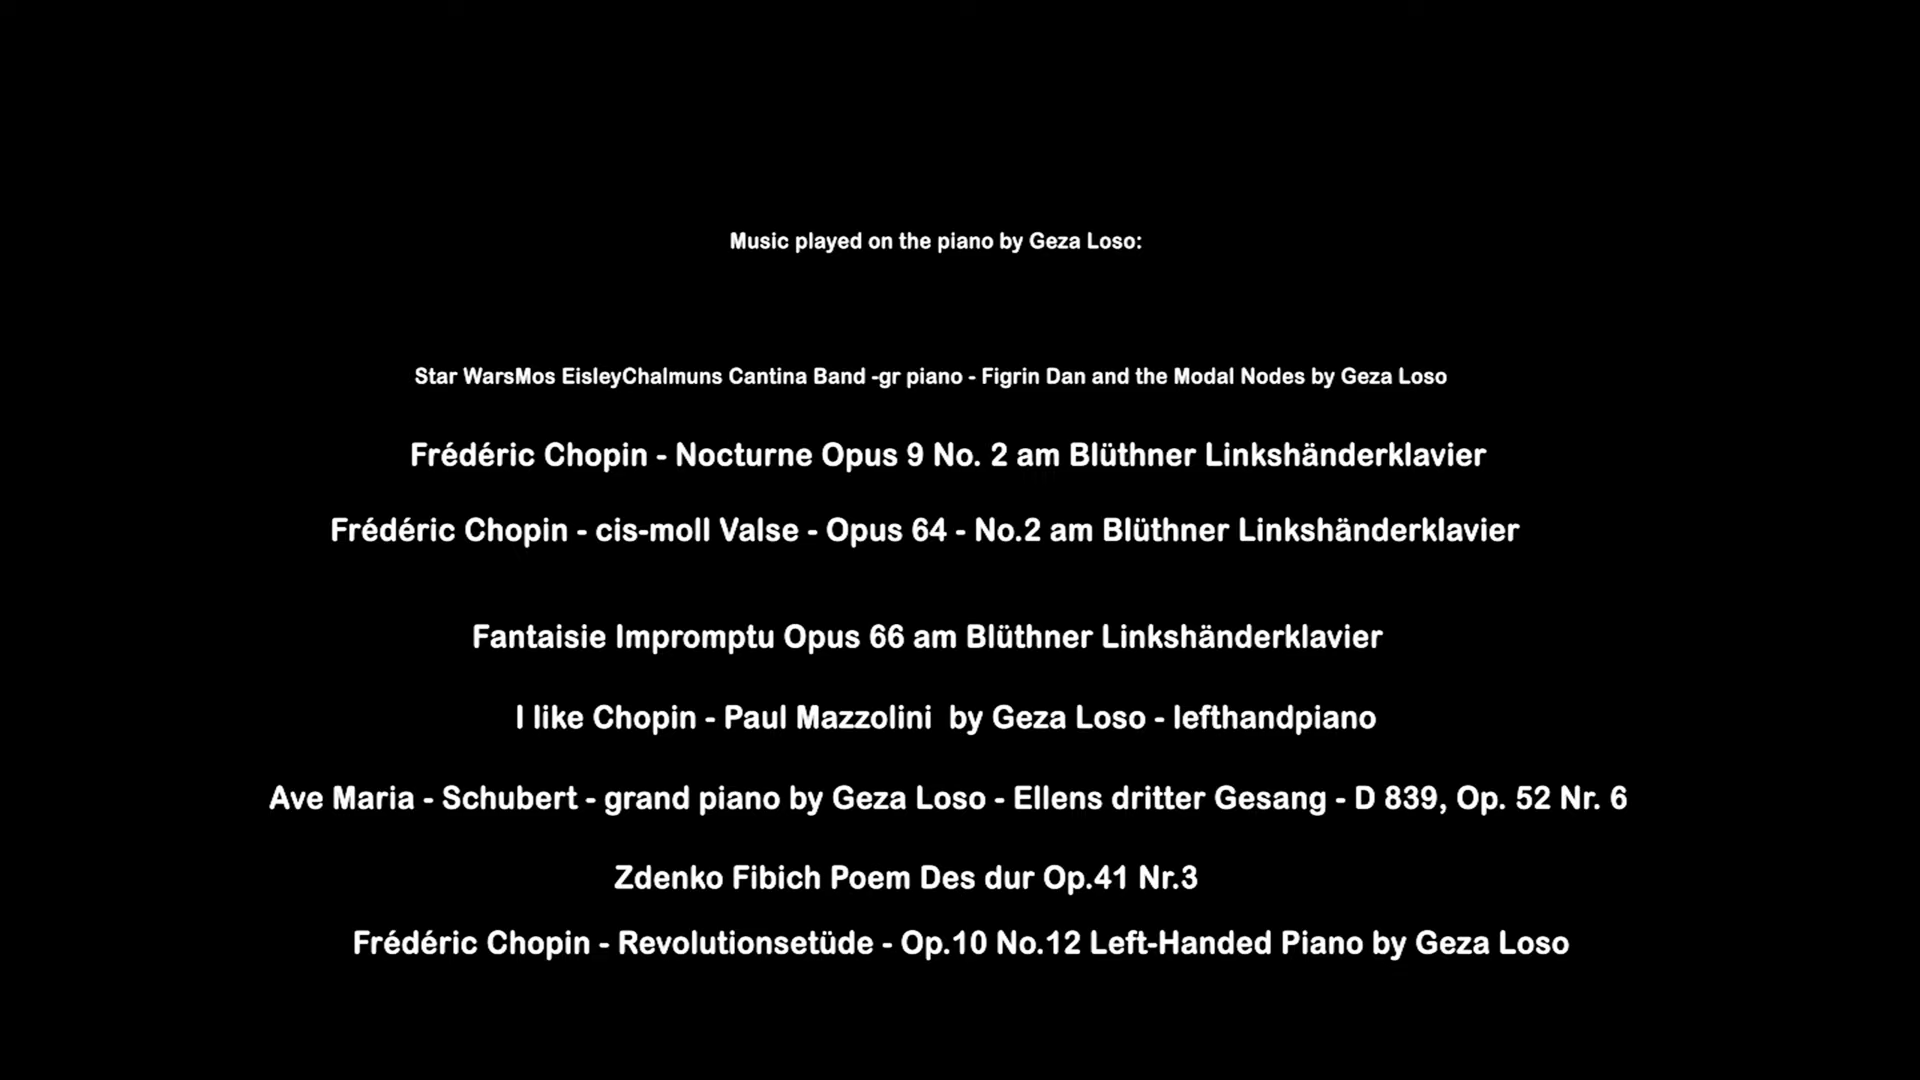 Music played on the piano by Geza Loso:
Star WarsMos EisleyChalmuns Cantina Band -gr piano - Figrin Dan and the Modal Nodes by Geza Loso
Frédéric Chopin - Nocturne Opus 9 No. 2 am Blüthner Linkshänderklavier
Frédéric Chopin - cis-moll Valse - Opus 64 - No.2 am Blüthner Linkshänderklavier
Fantaisie Impromptu Opus 66 am Blüthner Linkshänderklavier
I like Chopin - Paul Mazzolini  by Geza Loso - lefthandpiano
Ave Maria - Schubert - grand piano by Geza Loso - Ellens dritter Gesang - D 839, Op. 52 Nr. 6
Zdenko Fibich Poem Des dur Op.41 Nr.3
Frédéric Chopin - Revolutionsetüde - Op.10 No.12 Left-Handed Piano by Geza Loso